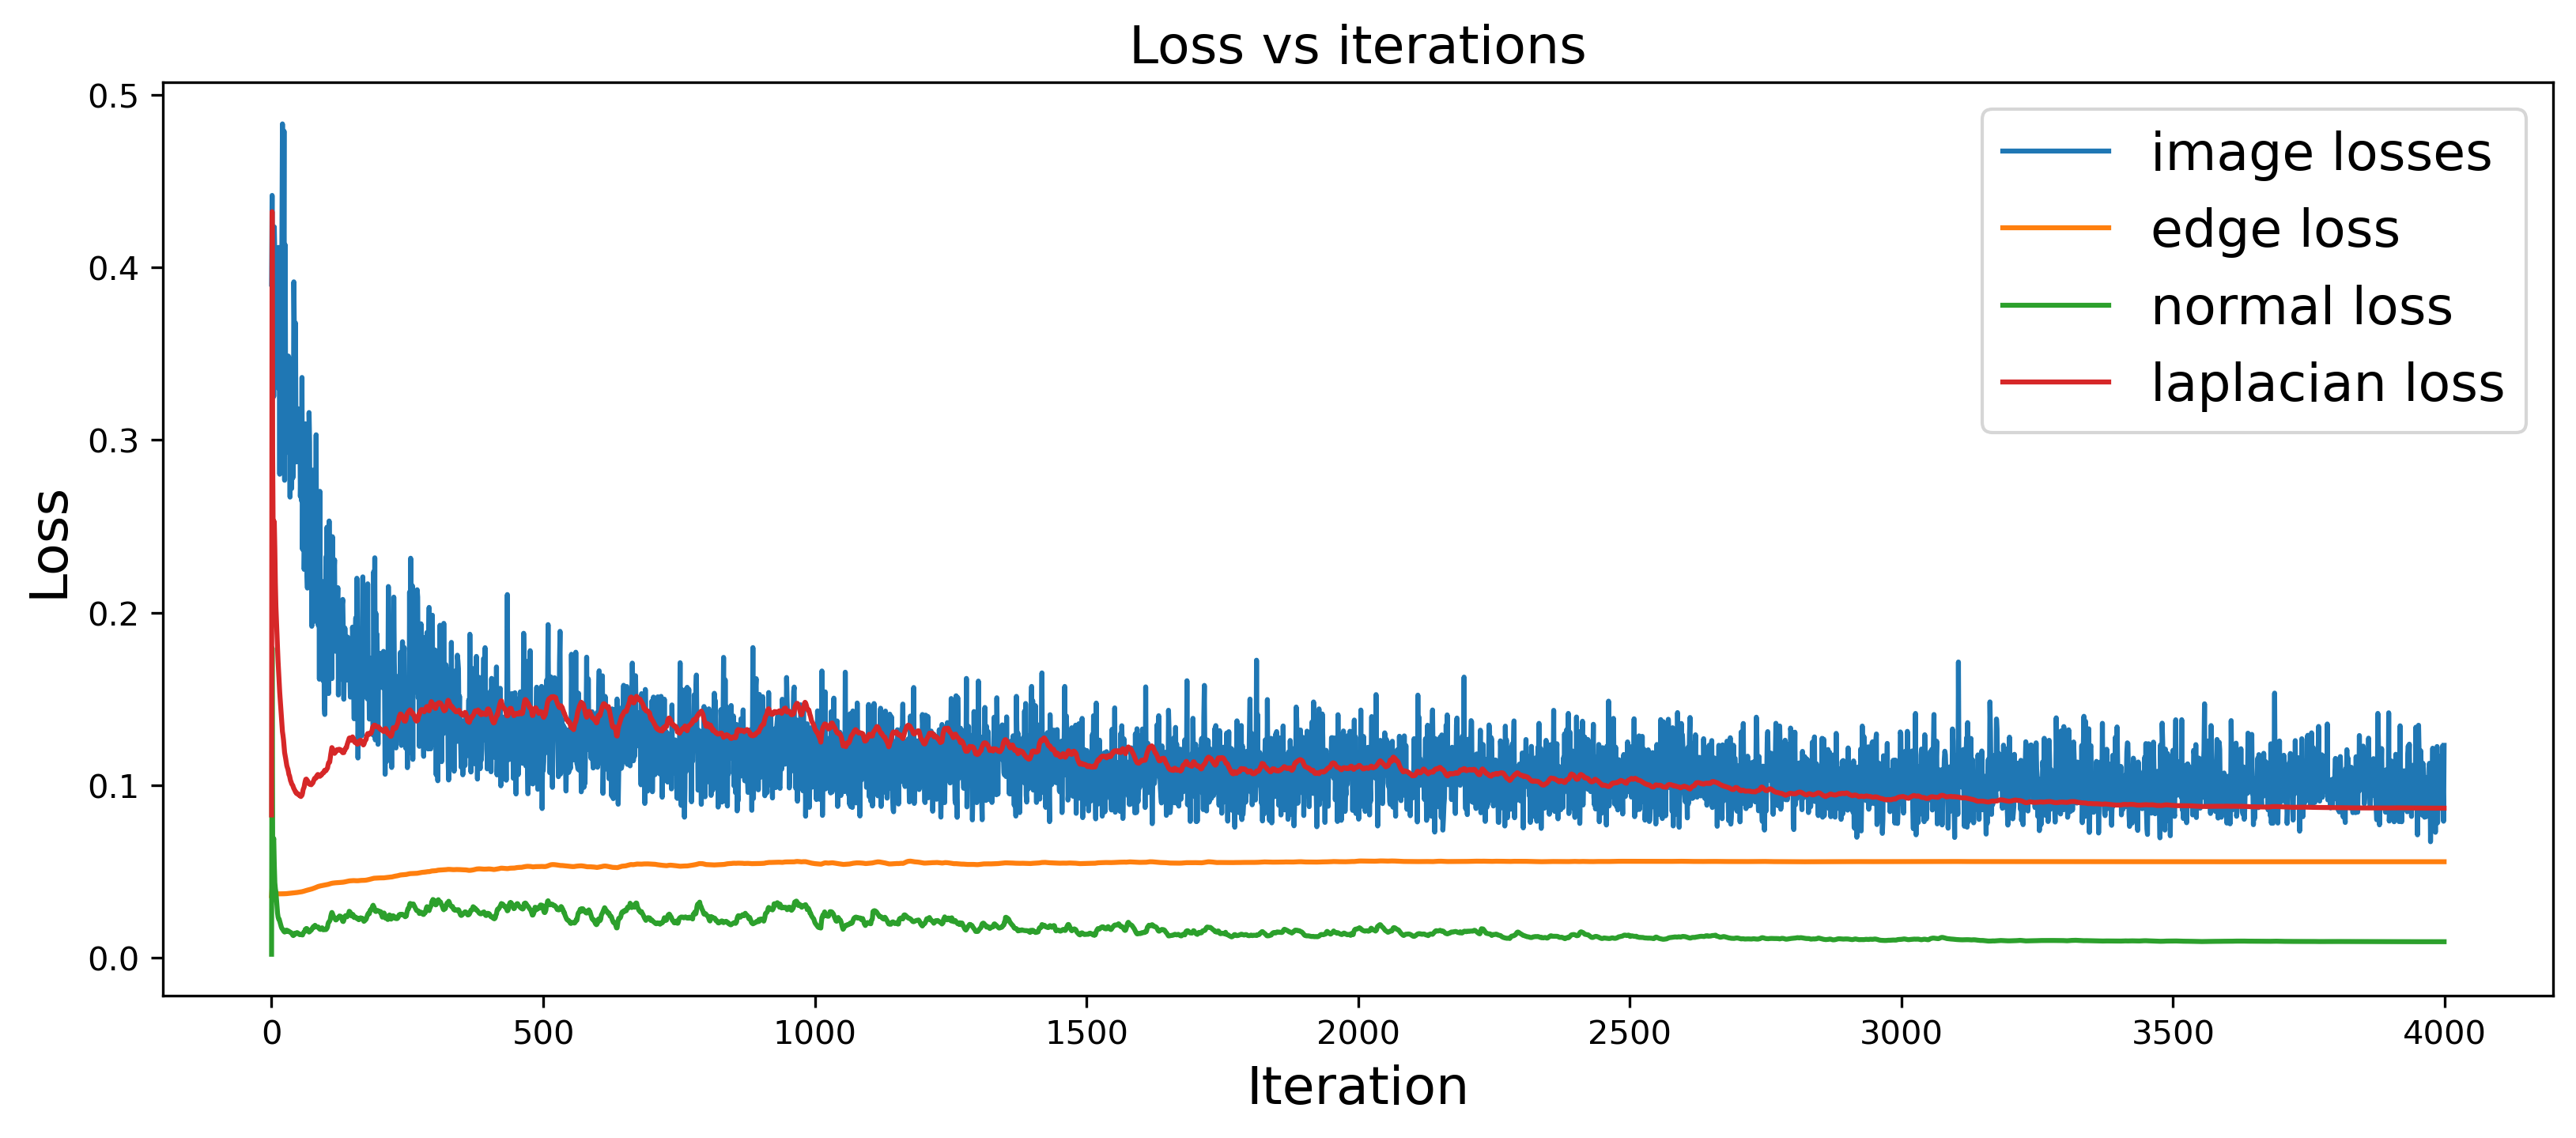 Loss vs iterations
0.5
0.4
0.3
0.2
0.1
0.0
Loss
image losses
edge loss
normal loss
laplacian loss
0 500 1000 1500 2000 2500 3000 3500 4000
Iteration